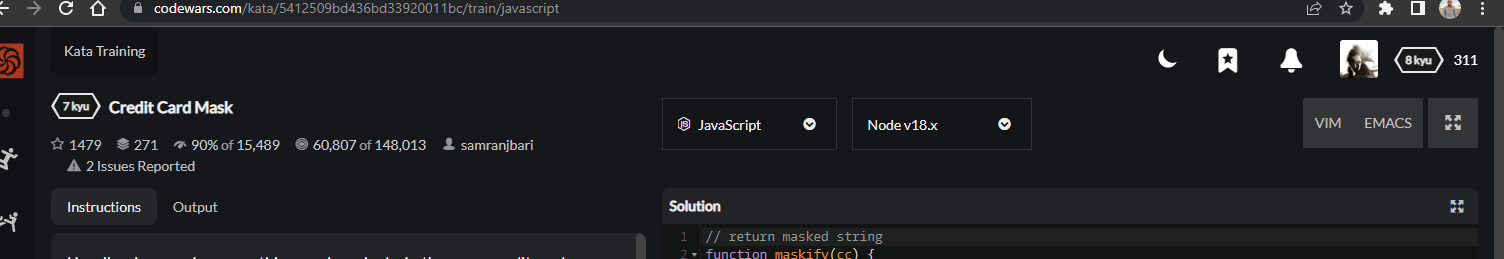 codewars.com/kata/5412509bd436bd33920011bc/train/javascript
Kata Training
8 kyu 311
7 kyu Credit Card Mask
JavaScript Node v18.x VIM EMACS
1479 271 90% of 15,489 60,807 of 148,013 samranjbari
2 Issues Reported
Instructions Output
Solution
1 // return masked string
2 function maskify(cc) {